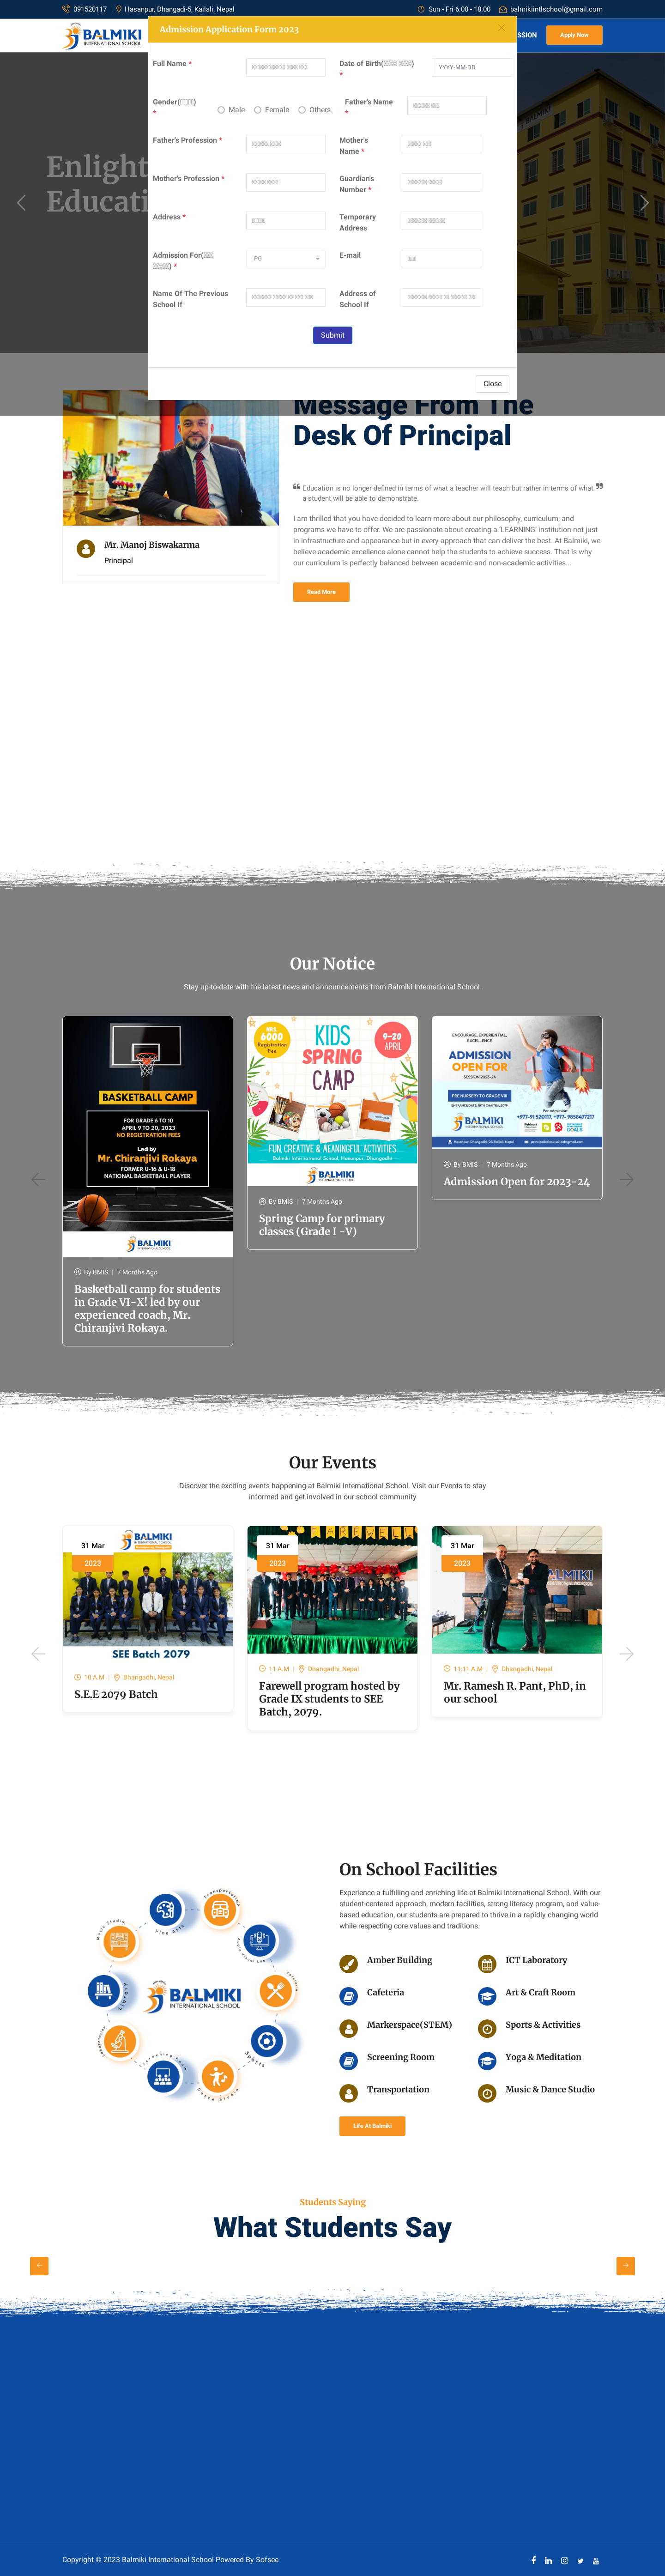 091520117 Hasanpur, Dhangadi-5, Kailali, Nepal
Sun - Fri 6.00 - 18.00 balmikiintlschool@gmail.com
BALMIKI
INTERNATIONAL SCHOOL
Apply Now
Enlight
Educati
Admission Application Form 2023
Full Name *
Date of Birth( ) *
YYYY-MM-DD
Gender( ) *
Male Female Others
Father's Name *
Father's Profession *
Mother's Name *
Mother's Profession *
Guardian's Number *
Address *
Temporary Address
Admission For( ) *
PG
E-mail
Name Of The Previous School If
Address of School If
Submit
Close
Message From The
Desk Of Principal
Education is no longer defined in terms of what a teacher will teach but rather in terms of what
a student will be able to demonstrate.
I am thrilled that you have decided to learn more about our philosophy, curriculum, and
programs we have to offer. We are passionate about creating a ‘LEARNING’ institution not just
in infrastructure and appearance but in every approach that can deliver the best. At Balmiki, we
believe academic excellence alone cannot help the students to achieve success. That is why
our curriculum is perfectly balanced between academic and non-academic activities...
Mr. Manoj Biswakarma
Principal
Read More
Our Notice
Stay up-to-date with the latest news and announcements from Balmiki International School.
BASKETBALL CAMP
FOR GRADE 6 TO 10
APRIL 9 TO 20, 2023
NO REGISTRATION FEES
Led by
Mr. Chiranjivi Rokaya
FORMER U-16 & U-18
NATIONAL BASKETBALL PLAYER
BALMIKI
By BMIS 7 Months Ago
Basketball camp for students
in Grade VI-X! led by our
experienced coach, Mr.
Chiranjivi Rokaya.
NRs.
6000
Registration
Fee
KIDS
SPRING
CAMP
9-20
APRIL
FUN, CREATIVE & MEANINGFUL ACTIVITIES
Balmiki International School, Hasanpur, Dhangadhi
BALMIKI
By BMIS 7 Months Ago
Spring Camp for primary
classes (Grade I -V)
ENCOURAGE, EXPERIENTIAL,
EXCELLENCE
ADMISSION
OPEN FOR
SESSION 2023-24
PRE NURSERY TO GRADE VIII
For admission
BALMIKI
By BMIS 7 Months Ago
Admission Open for 2023-24
Our Events
Discover the exciting events happening at Balmiki International School. Visit our Events to stay
informed and get involved in our school community
31 Mar
2023
BALMIKI
SEE Batch 2079
10 A.M Dhangadhi, Nepal
S.E.E 2079 Batch
31 Mar
2023
11 A.M Dhangadhi, Nepal
Farewell program hosted by
Grade IX students to SEE
Batch, 2079.
31 Mar
2023
11:11 A.M Dhangadhi, Nepal
Mr. Ramesh R. Pant, PhD, in
our school
On School Facilities
Experience a fulfilling and enriching life at Balmiki International School. With our
student-centered approach, modern facilities, strong literacy program, and value-
based education, our students are prepared to thrive in a rapidly changing world
while respecting core values and traditions.
Music Studio
Fine Arts
Transportation
Library
BALMIKI
INTERNATIONAL SCHOOL
Screening Room
Dance Studio
Sports
Amber Building
ICT Laboratory
Cafeteria
Art & Craft Room
Markerspace(STEM)
Sports & Activities
Screening Room
Yoga & Meditation
Transportation
Music & Dance Studio
Life At Balmiki
Students Saying
What Students Say
Copyright © 2023 Balmiki International School Powered By Sofsee